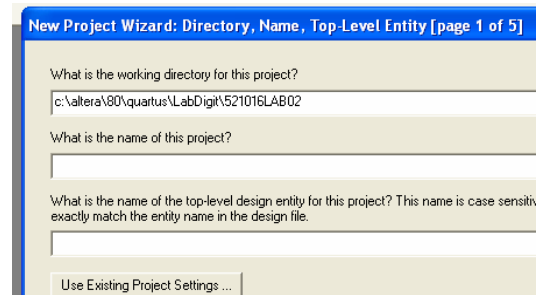 New Project Wizard: Directory, Name, Top-Level Entity [page 1 of 5]
What is the working directory for this project?
c:\altera\80\quartus\LabDigit\521016LAB02
What is the name of this project?
What is the name of the top-level design entity for this project? This name is case sensitiv
exactly match the entity name in the design file.
Use Existing Project Settings ...